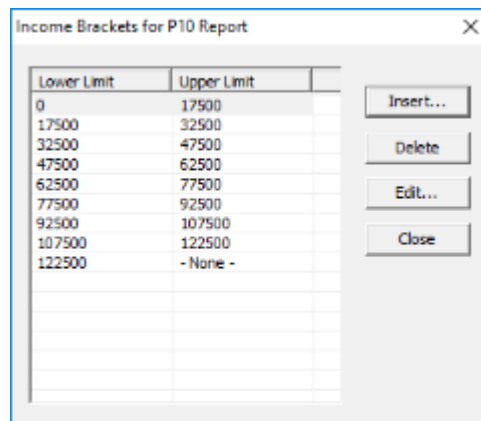 Income Brackets for P10 Report
Lower Limit Upper Limit
0 17500
17500 32500
32500 47500
47500 62500
62500 77500
77500 92500
92500 107500
107500 122500
122500 - None -
Insert...
Delete
Edit...
Close